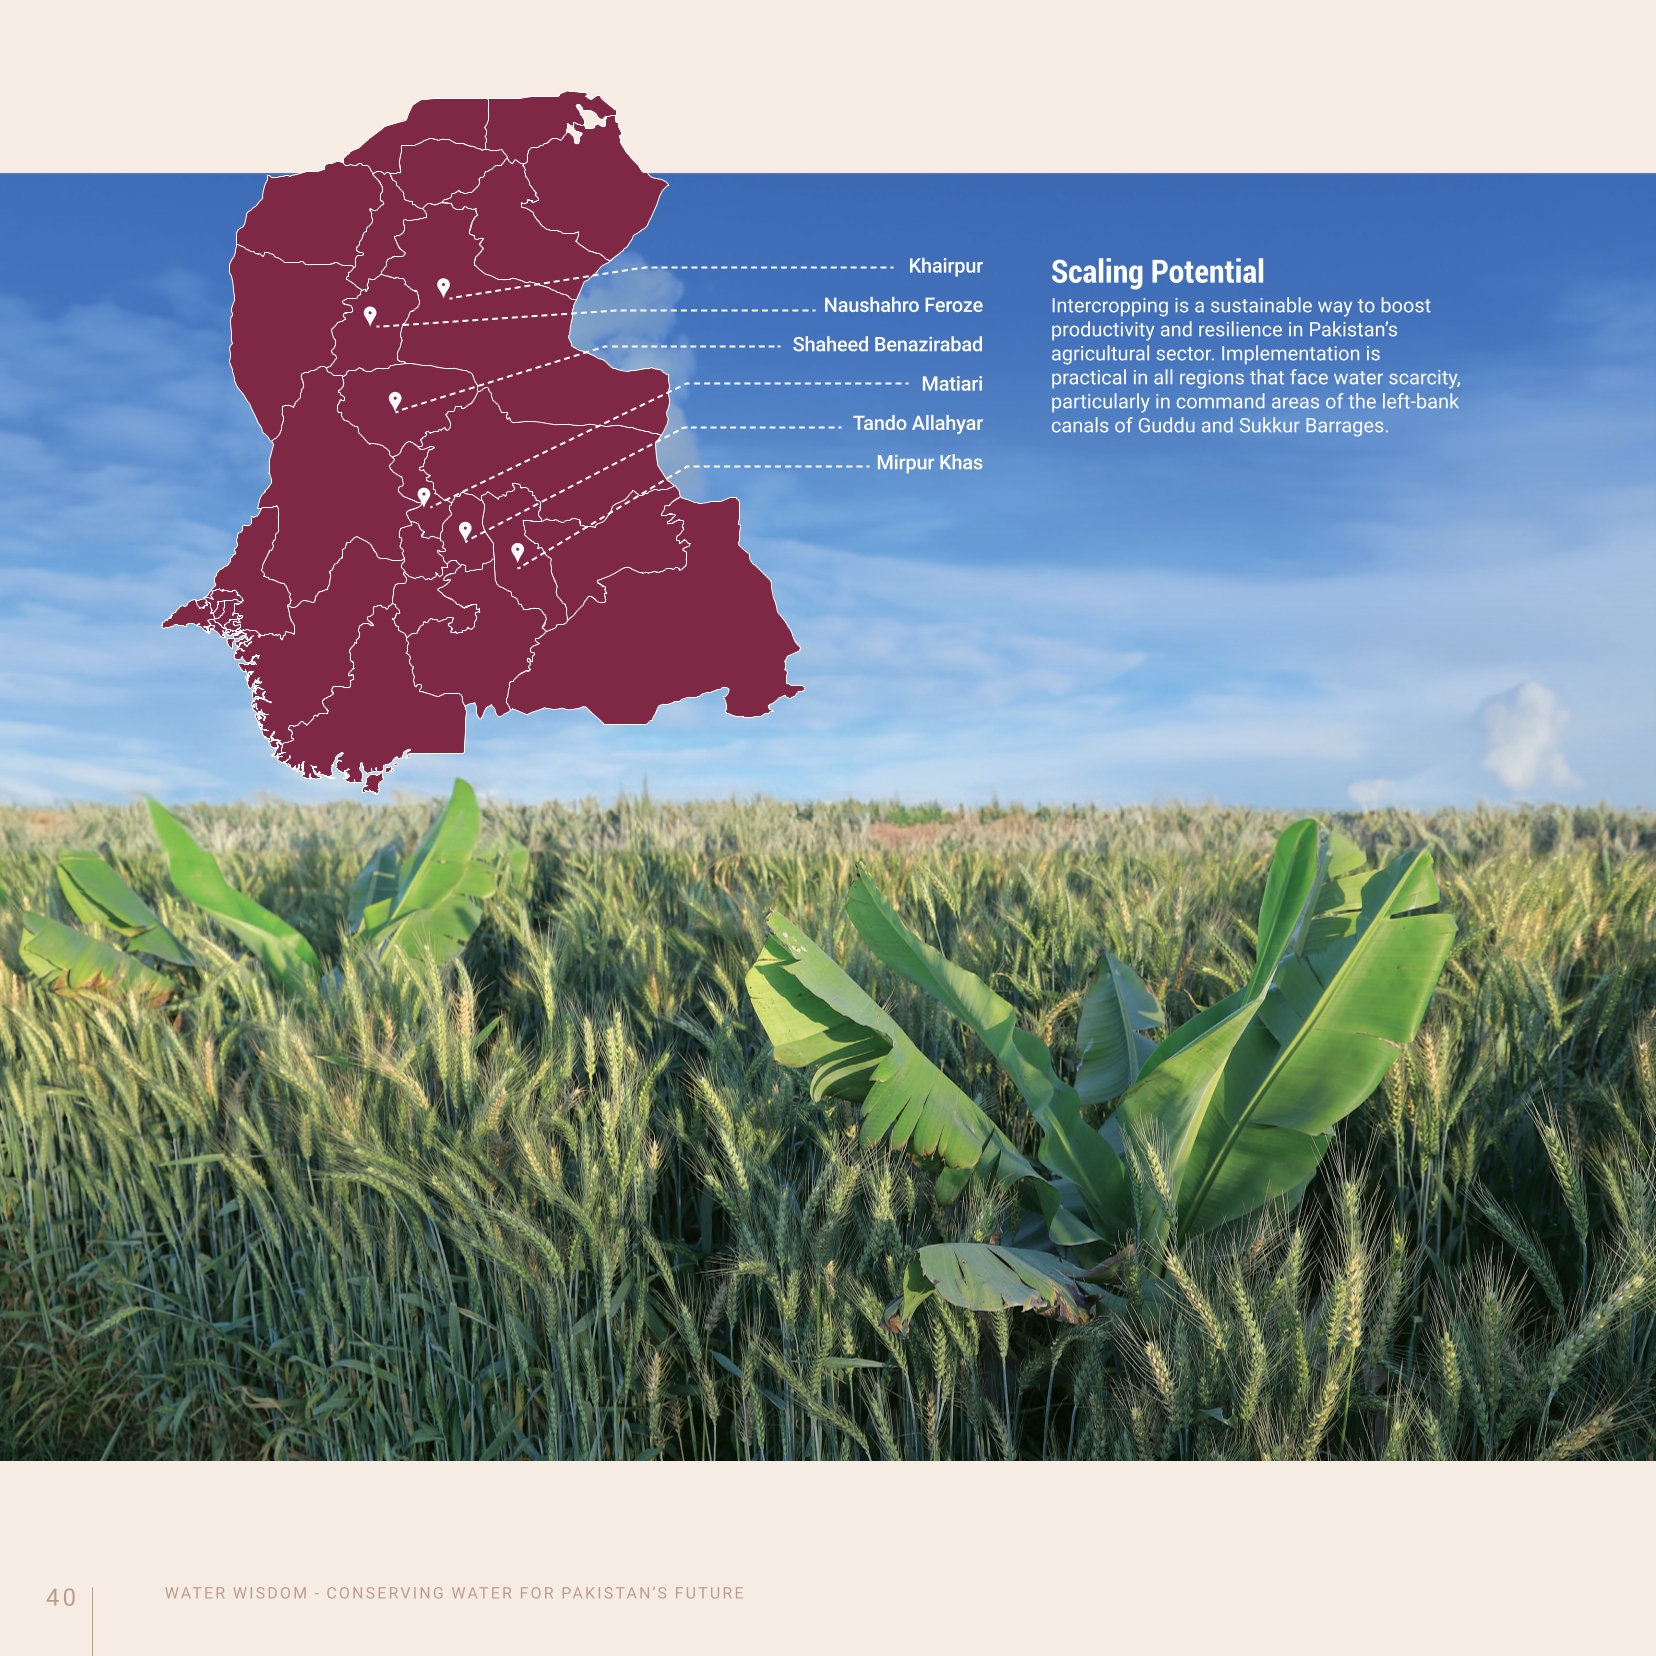 Khairpur
Naushahro Feroze
Shaheed Benazirabad
Matiari
Tando Allahyar
Mirpur Khas
Scaling Potential
Intercropping is a sustainable way to boost
productivity and resilience in Pakistan’s
agricultural sector. Implementation is
practical in all regions that face water scarcity,
particularly in command areas of the left-bank
canals of Guddu and Sukkur Barrages.
40
WATER WISDOM - CONSERVING WATER FOR PAKISTAN’S FUTURE